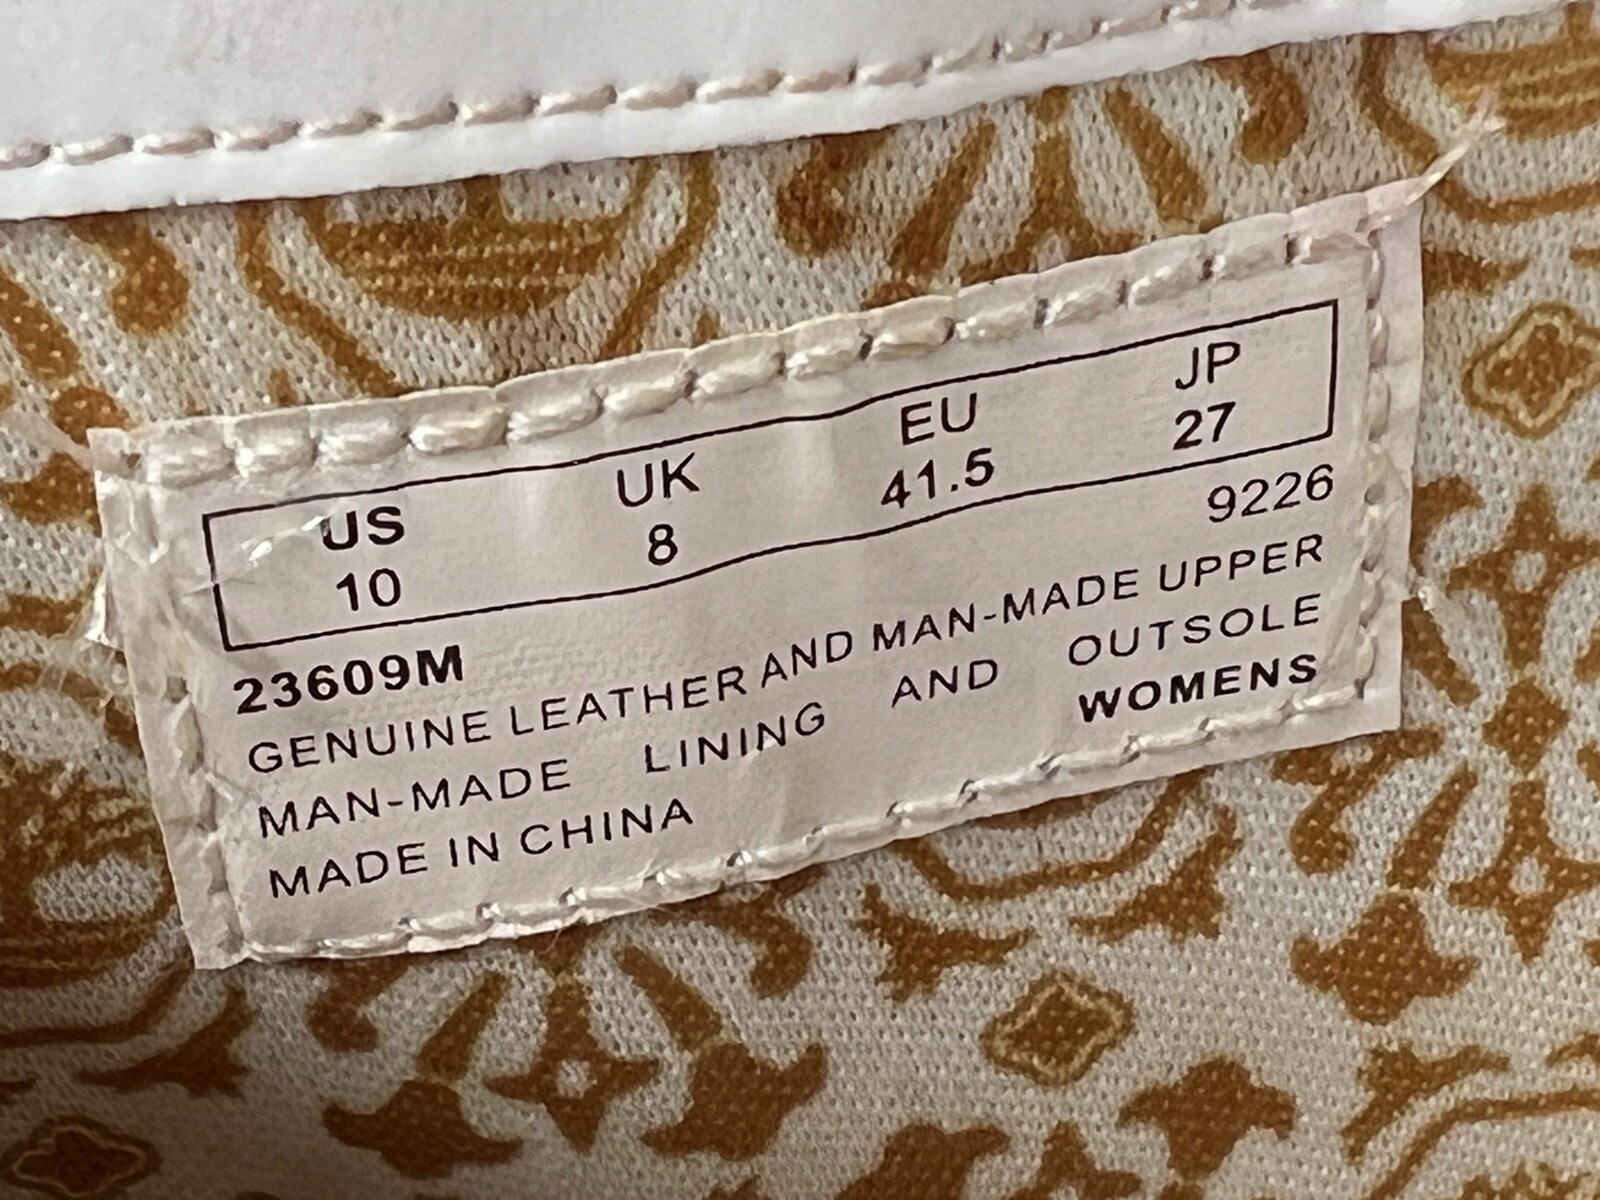 US UK EU JP
10 8 41.5 27
23609M 9226
GENUINE LEATHER AND MAN-MADE UPPER
MAN-MADE LINING AND OUTSOLE
MADE IN CHINA WOMENS